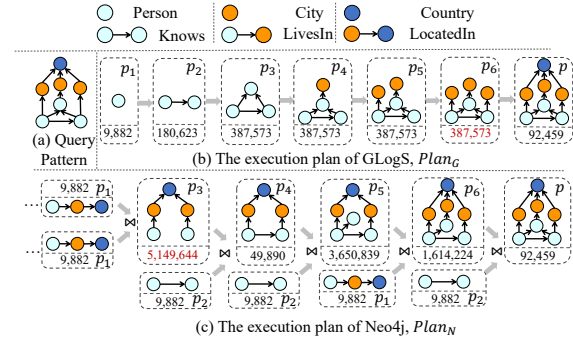 Person City Country
Knows LivesIn LocatedIn
p1 p2 p3 p4 p5 p6 p
9,882 180,623 387,573 387,573 387,573 387,573 92,459
(a) Query
Pattern
(b) The execution plan of GLogS, PlanG
9,882 p1 p3 p4 p5 p6 p
...
⋈ ⋈ ⋈ ⋈ ⋈
...
9,882 p1 5,149,644 49,890 3,650,839 1,614,224 92,459
9,882 p2 9,882 p2 9,882 p1 9,882 p2
(c) The execution plan of Neo4j, PlanN